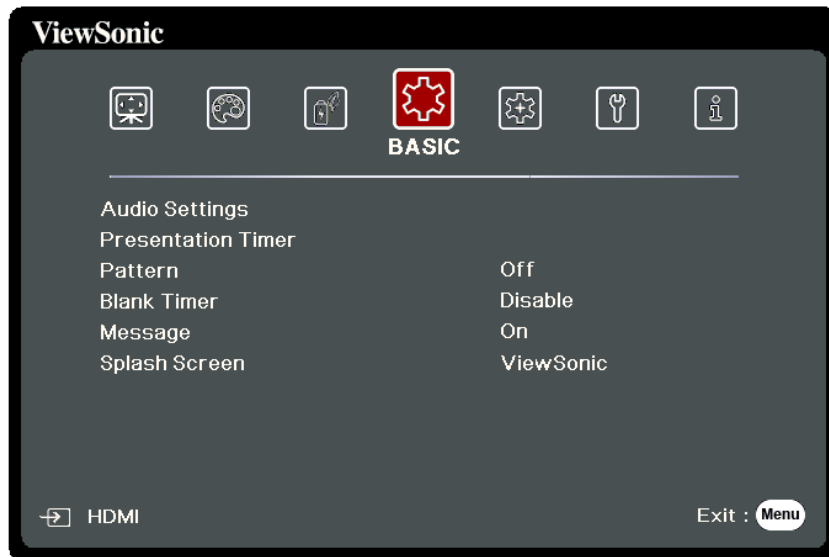 ViewSonic
BASIC
Audio Settings
Presentation Timer
Pattern Off
Blank Timer Disable
Message On
Splash Screen ViewSonic
HDMI Exit : Menu